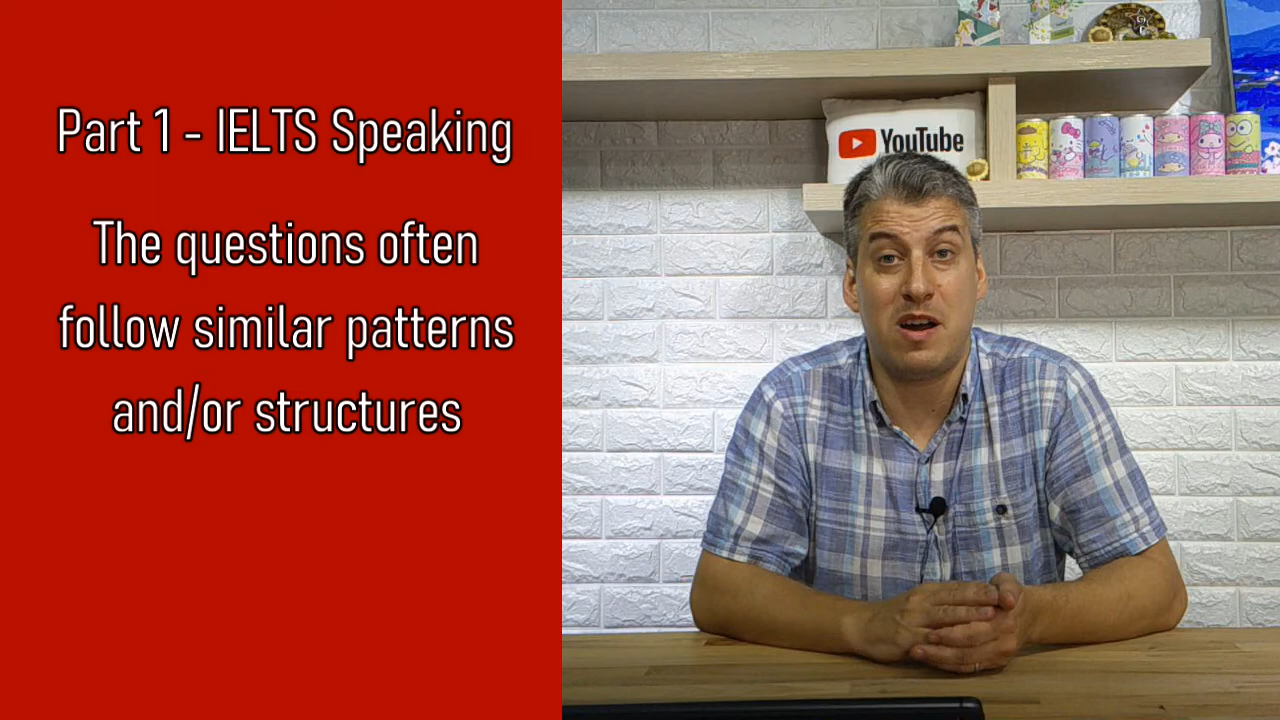 Part 1 - IELTS Speaking
The questions often
follow similar patterns
and/or structures
YouTube